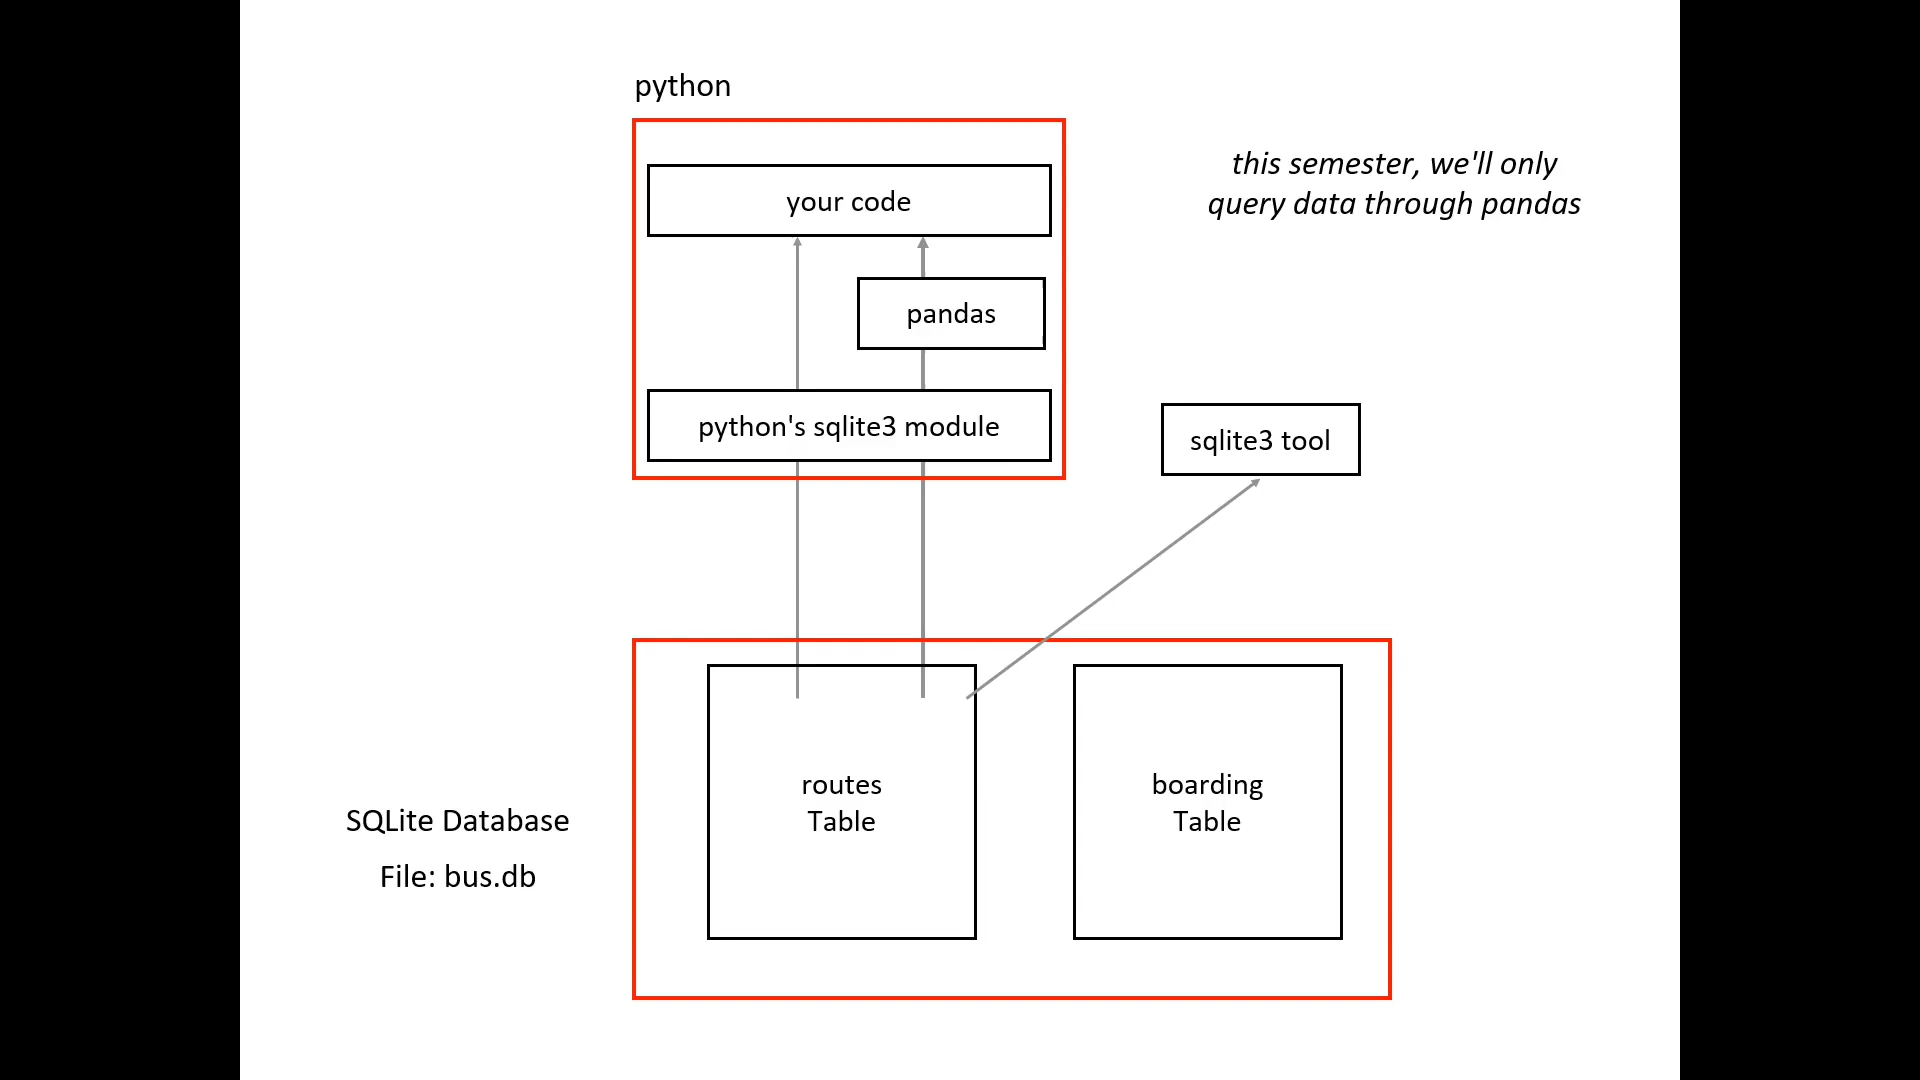 python
your code
this semester, we'll only
query data through pandas
pandas
python's sqlite3 module
sqlite3 tool
routes
Table
boarding
Table
SQLite Database
File: bus.db